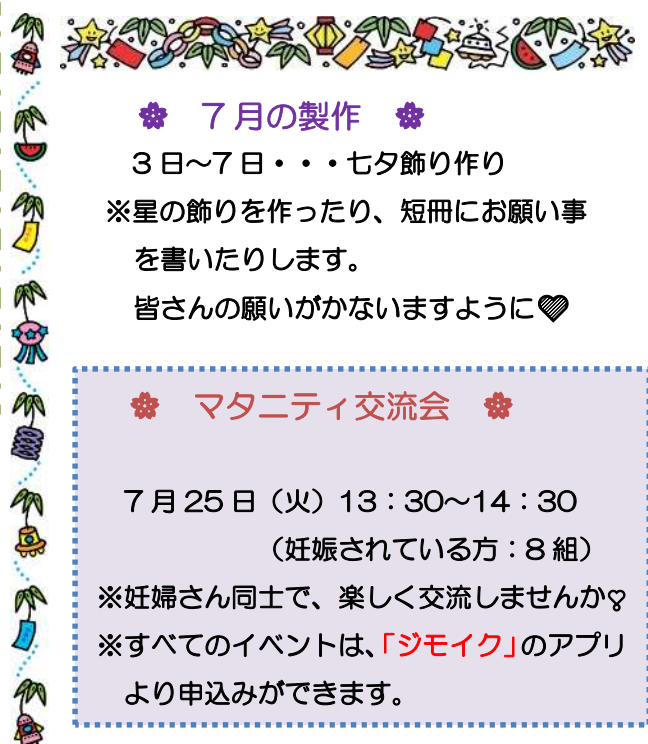 ７月の製作
３日～７日・・・七夕飾り作り
※星の飾りを作ったり、短冊にお願い事
を書いたりします。
皆さんの願いがかないますように
マタニティ交流会
７月25日（火）13：30～14：30
（妊娠されている方：８組）
※妊婦さん同士で、楽しく交流しませんか
※すべてのイベントは、「ジモイク」のアプリ
より申込みができます。